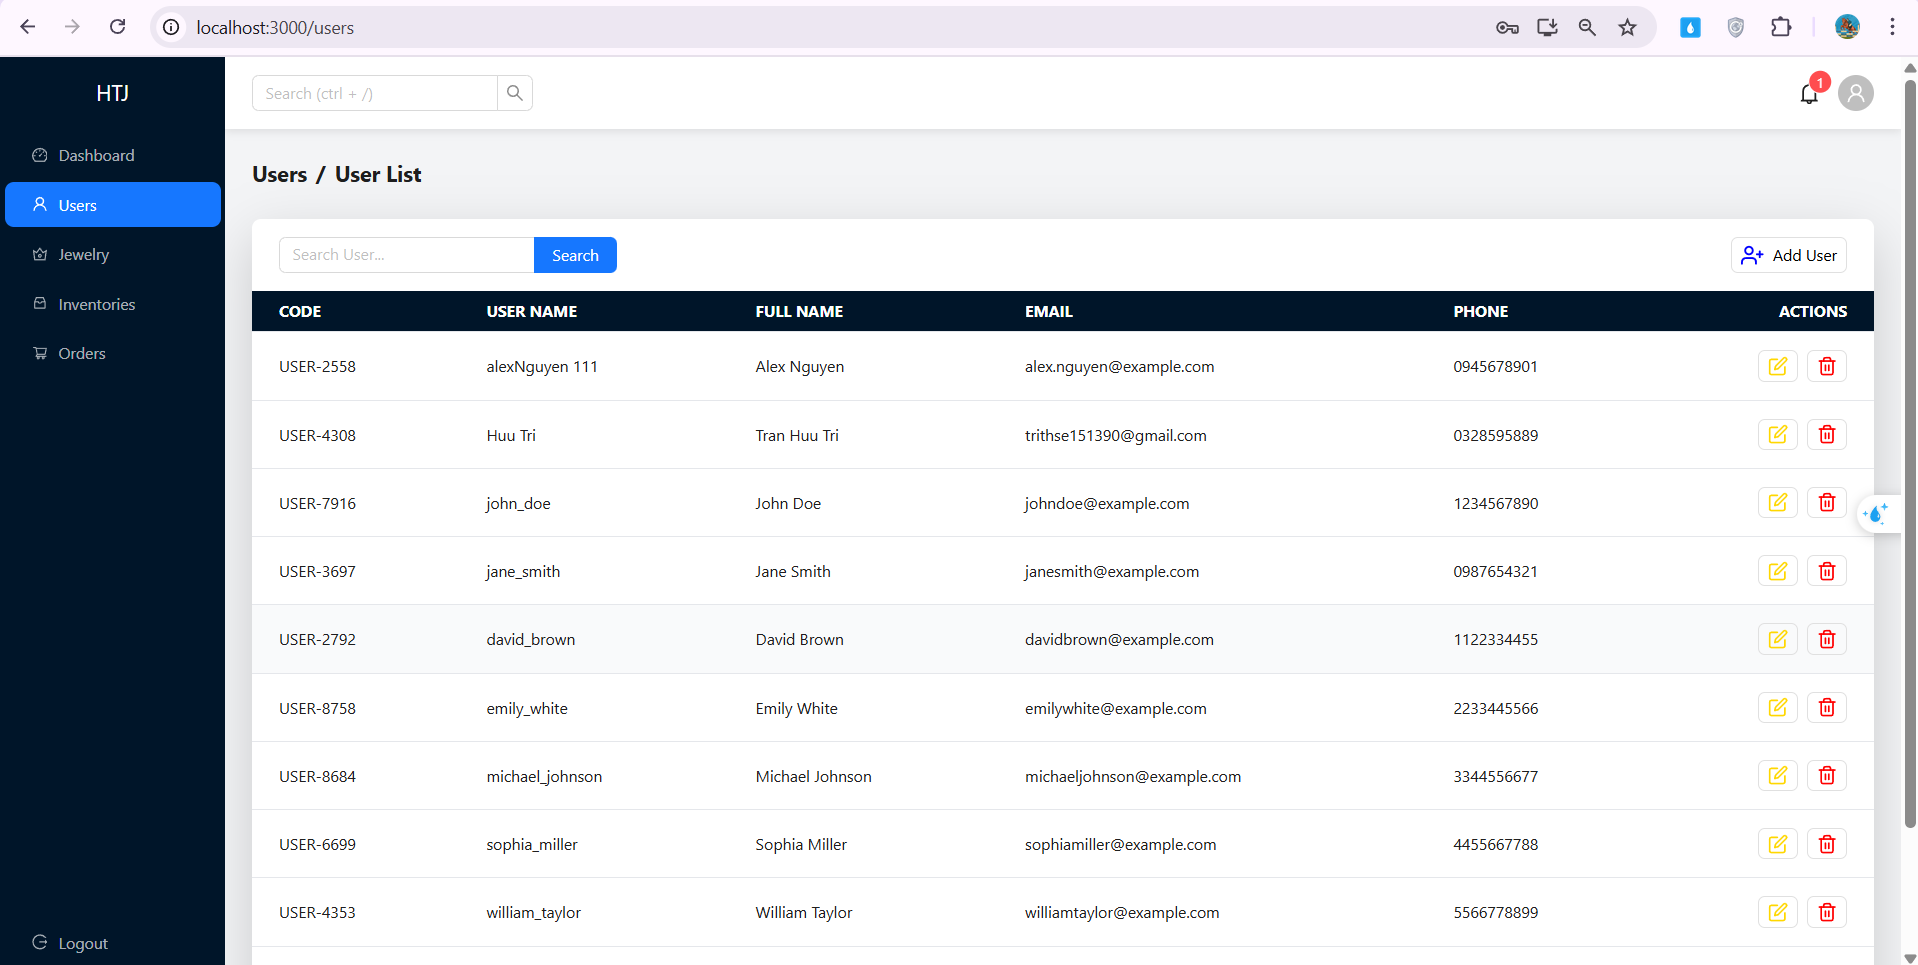 localhost:3000/users
HTJ
Search (ctrl + /)
1
Dashboard
Users
Jewelry
Inventories
Orders
Logout
Users / User List
Search User...
Search
Add User
CODE USER NAME FULL NAME EMAIL PHONE ACTIONS
USER-2558 alexNguyen 111 Alex Nguyen alex.nguyen@example.com 0945678901
USER-4308 Huu Tri Tran Huu Tri trithse151390@gmail.com 0328595889
USER-7916 john_doe John Doe johndoe@example.com 1234567890
USER-3697 jane_smith Jane Smith janesmith@example.com 0987654321
USER-2792 david_brown David Brown davidbrown@example.com 1122334455
USER-8758 emily_white Emily White emilywhite@example.com 2233445566
USER-8684 michael_johnson Michael Johnson michaeljohnson@example.com 3344556677
USER-6699 sophia_miller Sophia Miller sophiamiller@example.com 4455667788
USER-4353 william_taylor William Taylor williamtaylor@example.com 5566778899